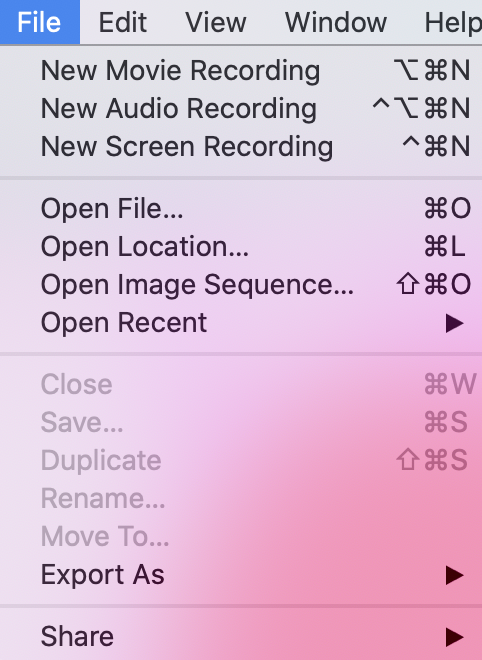 File Edit View Window Help
New Movie Recording ⌥⌘N
New Audio Recording ^⌥⌘N
New Screen Recording ^⌘N
Open File... ⌘O
Open Location... ⌘L
Open Image Sequence... ⇧⌘O
Open Recent ▶
Close ⌘W
Save... ⌘S
Duplicate ⇧⌘S
Rename...
Move To...
Export As ▶
Share ▶